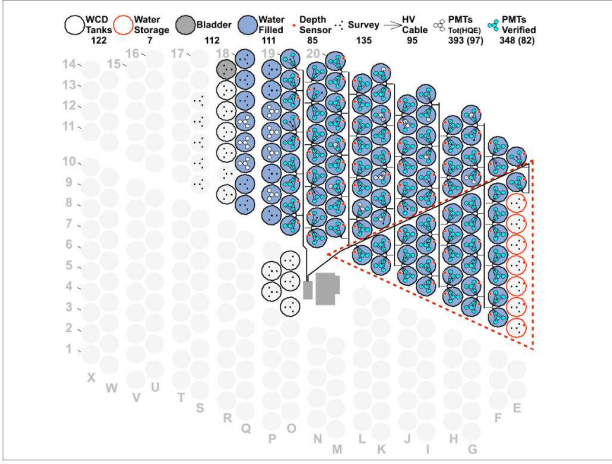 WCD Tanks 122
Water Storage 7
Bladder 112
Water Filled 111
Depth Sensor 85
Survey 135
HV Cable 95
PMTs Tot(HQE) 393 (97)
PMTs Verified 348 (82)
16 17 18 19 20
14 15
13
12
11
10
9
8
7
6
5
4
3
2
1
X W V U T S R Q P O N M L K J I H G F E